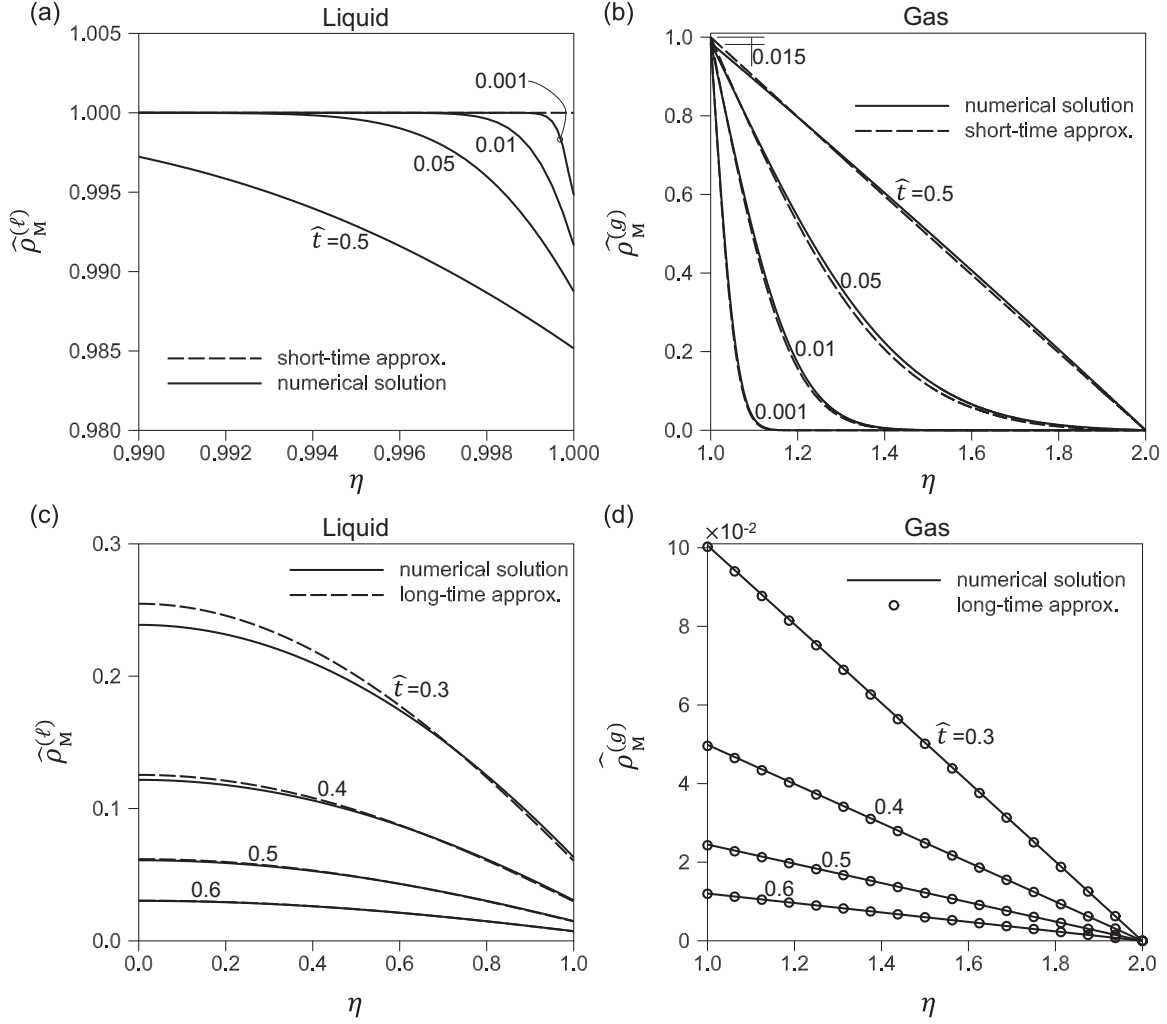 (a)
Liquid
1.005
1.000
0.995
0.990
0.985
0.980
0.990
0.992
0.994
0.996
0.998
1.000
η
ρ̂_M^(ℓ)
0.001
0.01
0.05
t̂=0.5
short-time approx.
numerical solution
(b)
Gas
1.0
0.8
0.6
0.4
0.2
0.0
1.0
1.2
1.4
1.6
1.8
2.0
η
ρ̂_M^(g)
0.015
numerical solution
short-time approx.
t̂=0.5
0.05
0.01
0.001
(c)
Liquid
0.3
0.2
0.1
0.0
0.0
0.2
0.4
0.6
0.8
1.0
η
ρ̂_M^(ℓ)
numerical solution
long-time approx.
t̂=0.3
0.4
0.5
0.6
(d)
Gas
×10⁻²
10
8
6
4
2
0
1.0
1.2
1.4
1.6
1.8
2.0
η
ρ̂_M^(g)
numerical solution
long-time approx.
t̂=0.3
0.4
0.5
0.6